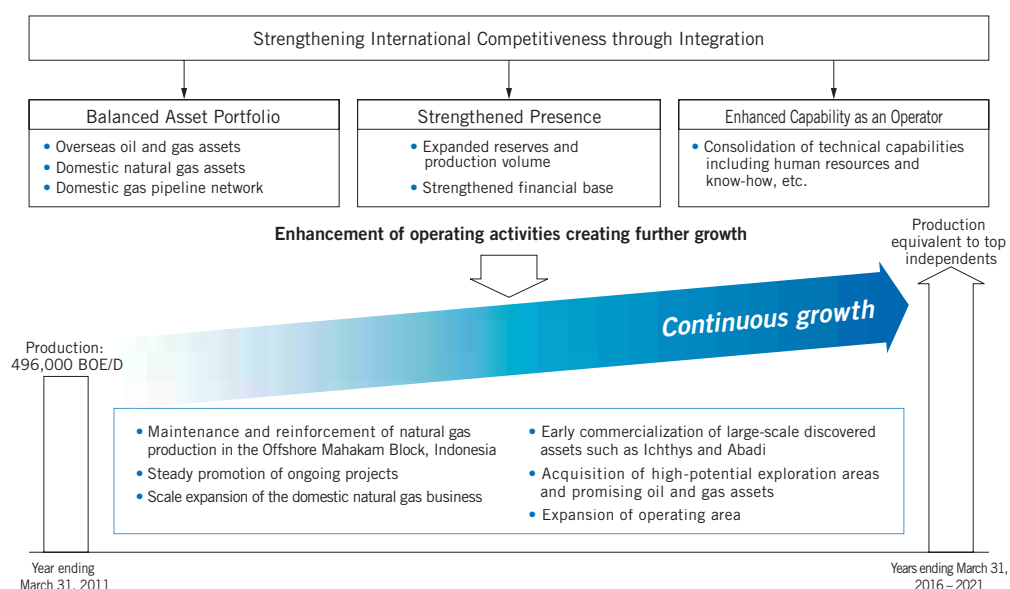 Strengthening International Competitiveness through Integration
Balanced Asset Portfolio
• Overseas oil and gas assets
• Domestic natural gas assets
• Domestic gas pipeline network
Strengthened Presence
• Expanded reserves and
production volume
• Strengthened financial base
Enhanced Capability as an Operator
• Consolidation of technical capabilities
including human resources and
know-how, etc.
Enhancement of operating activities creating further growth
Production
equivalent to top
independents
Continuous growth
Production:
496,000 BOE/D
• Maintenance and reinforcement of natural gas
production in the Offshore Mahakam Block, Indonesia
• Steady promotion of ongoing projects
• Scale expansion of the domestic natural gas business
• Early commercialization of large-scale discovered
assets such as Ichthys and Abadi
• Acquisition of high-potential exploration areas
and promising oil and gas assets
• Expansion of operating area
Year ending
March 31, 2011
Years ending March 31,
2016 – 2021